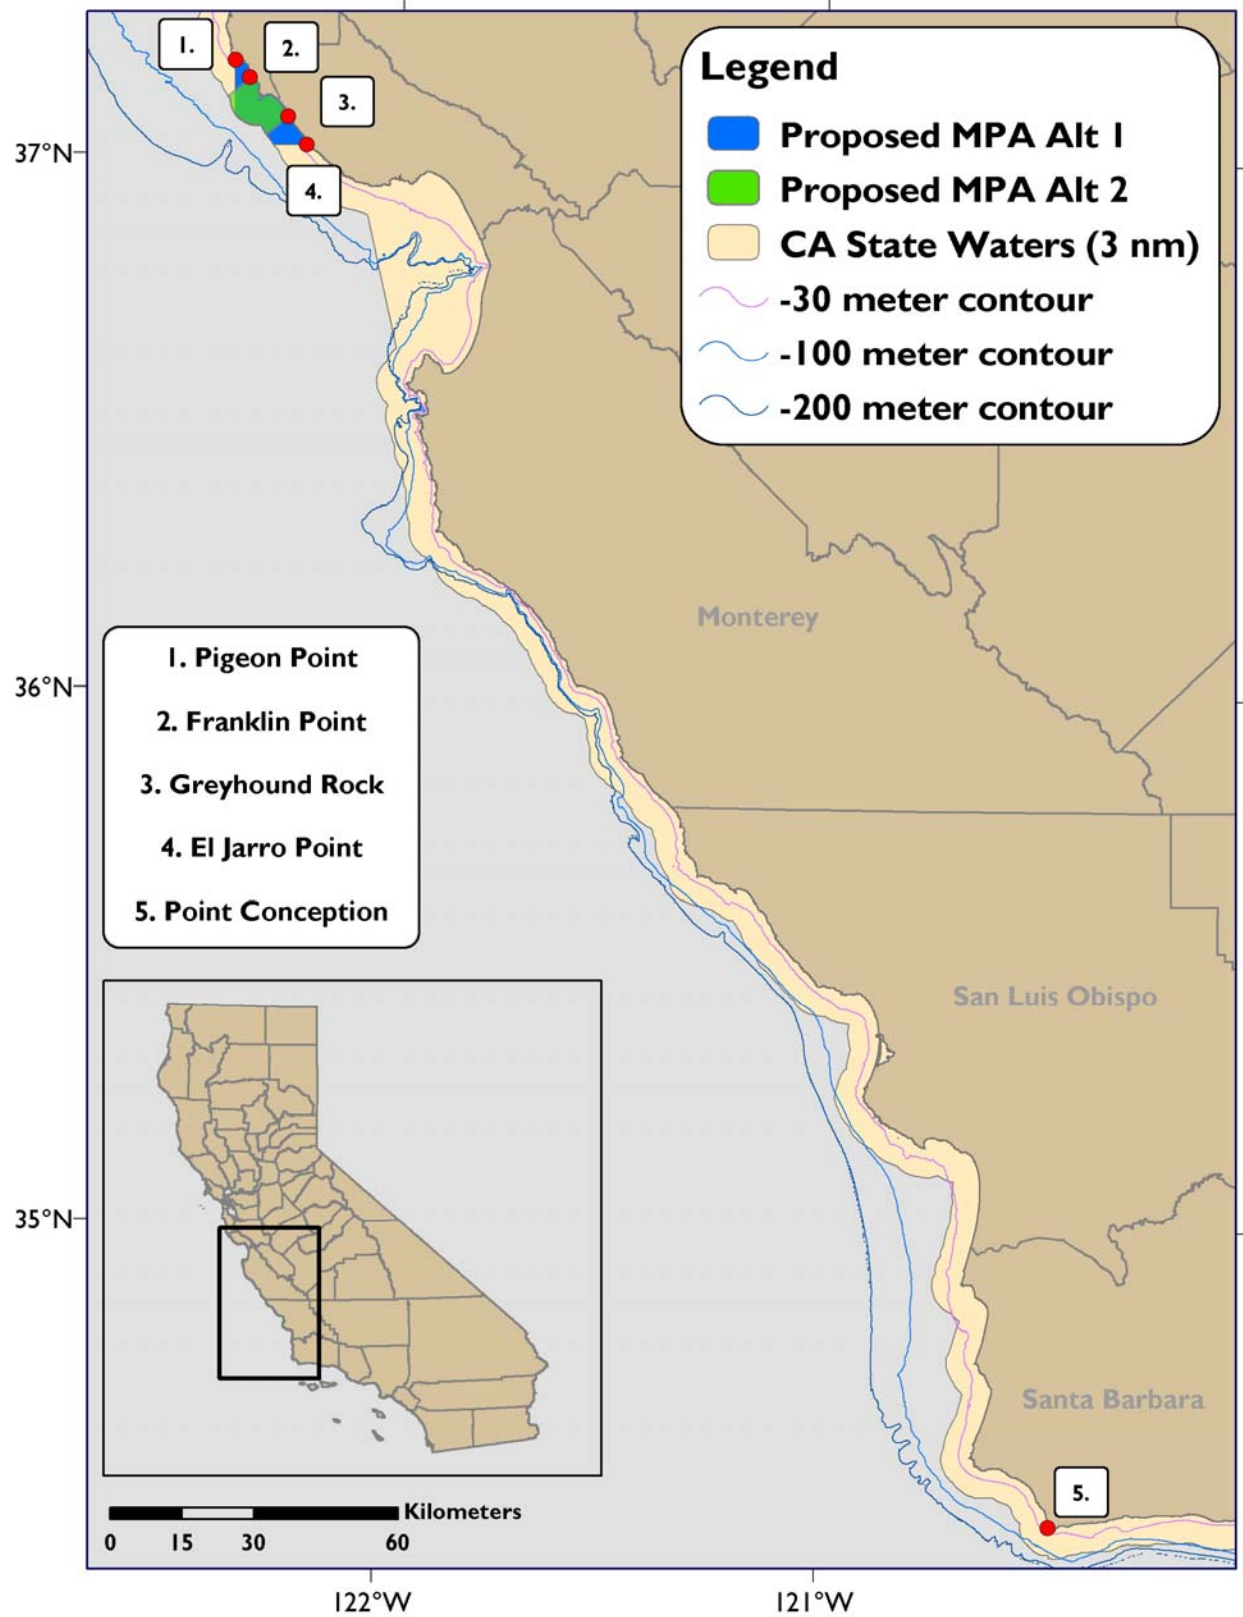 1.
2.
3.
4.
Legend
Proposed MPA Alt 1
Proposed MPA Alt 2
CA State Waters (3 nm)
-30 meter contour
-100 meter contour
-200 meter contour
37°N
Monterey
36°N
1. Pigeon Point
2. Franklin Point
3. Greyhound Rock
4. El Jarro Point
5. Point Conception
San Luis Obispo
35°N
Santa Barbara
5.
Kilometers
0 15 30 60
122°W 121°W